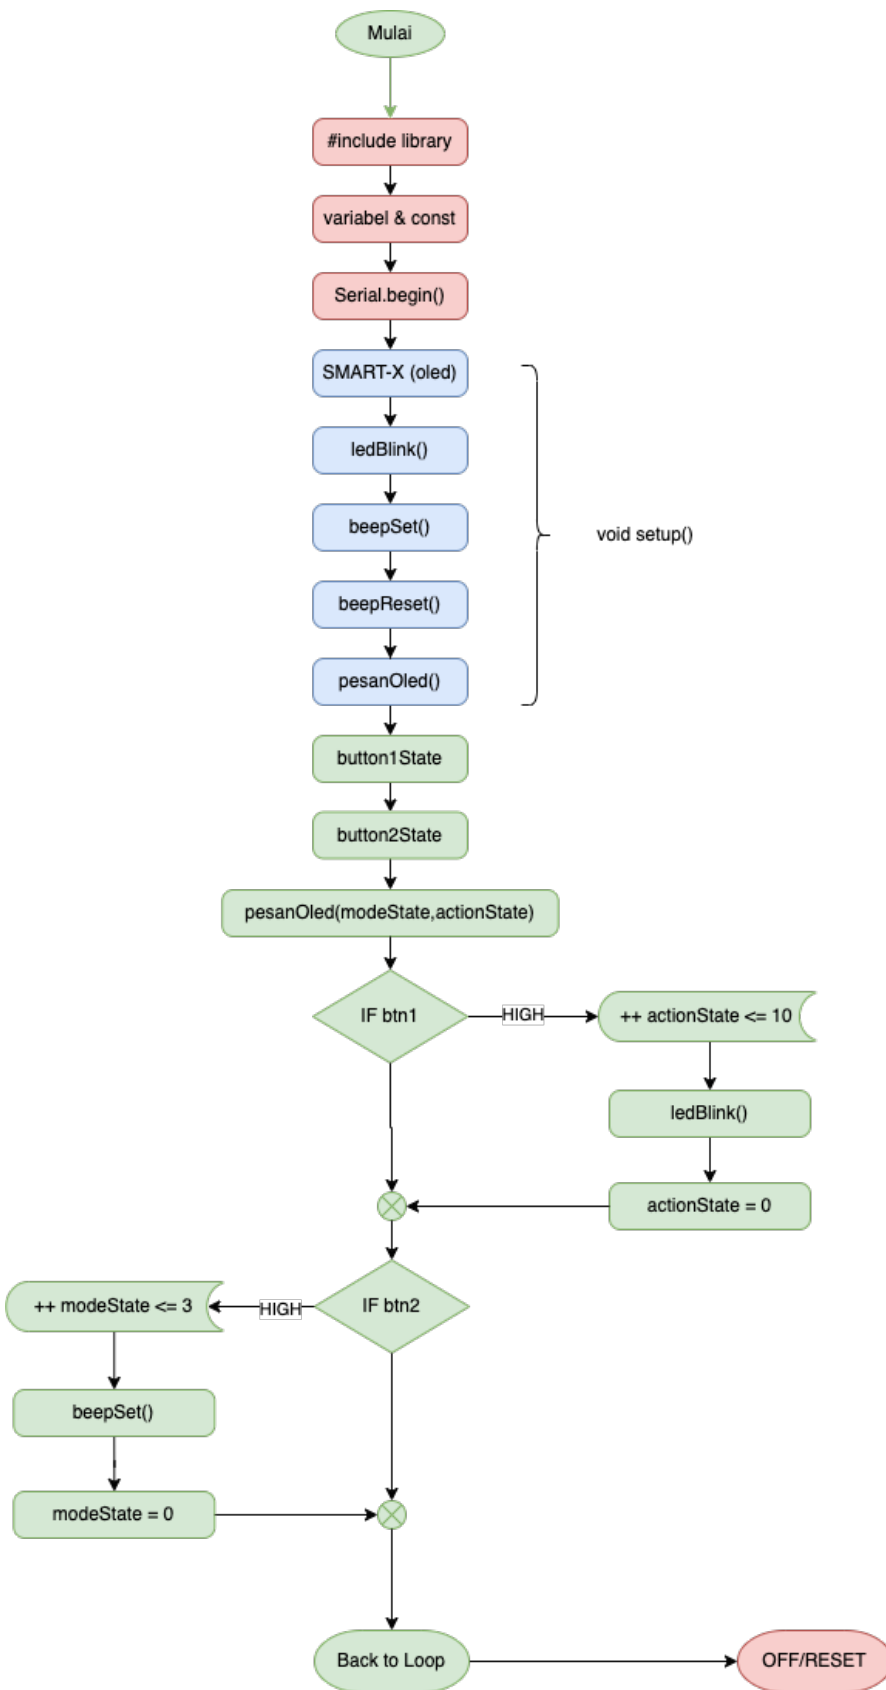 Mulai
#include library
variabel & const
Serial.begin()
SMART-X (oled)
ledBlink()
beepSet()
void setup()
beepReset()
pesanOled()
button1State
button2State
pesanOled(modeState,actionState)
IF btn1
HIGH
++ actionState <= 10
ledBlink()
actionState = 0
IF btn2
HIGH
++ modeState <= 3
beepSet()
modeState = 0
Back to Loop
OFF/RESET